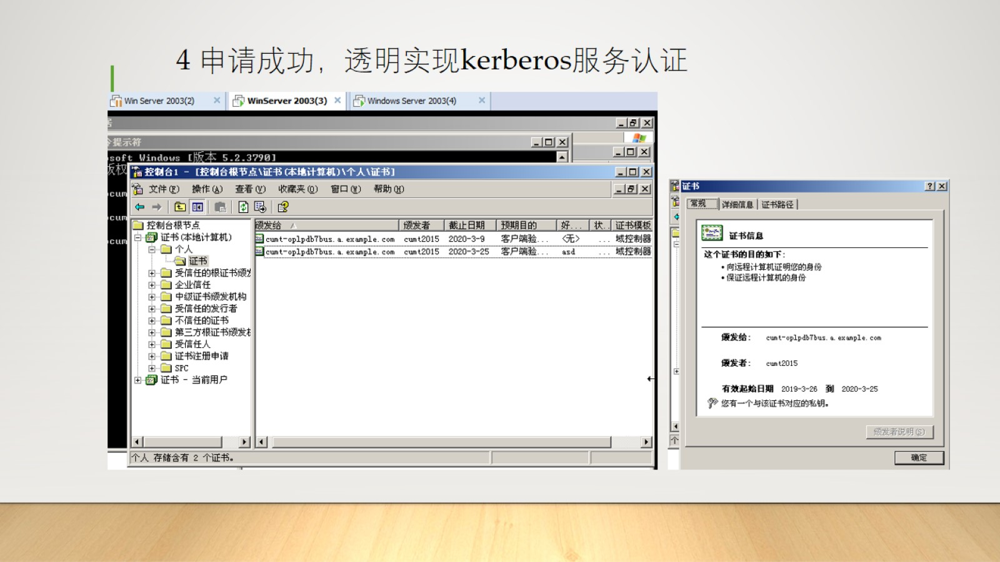 4 申请成功，透明实现kerberos服务认证
Win Server 2003(2)
WinServer 2003(3)
Windows Server 2003(4)
令提示符
soft Windows [版本 5.2.3790]
版权
控制台1 - [控制台根节点\证书(本地计算机)\个人\证书]
文件(F) 操作(A) 查看(V) 收藏夹(O) 窗口(W) 帮助(H)
控制台根节点
证书(本地计算机)
个人
证书
受信任的根证书颁发
企业信任
中级证书颁发机构
受信任的发行者
不信任的证书
第三方根证书颁发机
受信任人
证书注册申请
SPC
证书 - 当前用户
颁发给 颁发者 截止日期 预期目的 好... 状.. 证书模板
cumt-oplpdb7bus.a.example.com cumt2015 2020-3-9 客户端验... <无> ... 域控制器
cumt-oplpdb7bus.a.example.com cumt2015 2020-3-25 客户端验... asd ... 域控制器
个人 存储含有 2 个证书。
证书
常规 详细信息 证书路径
证书信息
这个证书的目的如下:
•向远程计算机证明您的身份
•保证远程计算机的身份
颁发给: cumt-oplpdb7bus.a.example.com
颁发者: cumt2015
有效起始日期 2019-3-26 到 2020-3-25
您有一个与该证书对应的私钥。
颁发者说明(S)
确定